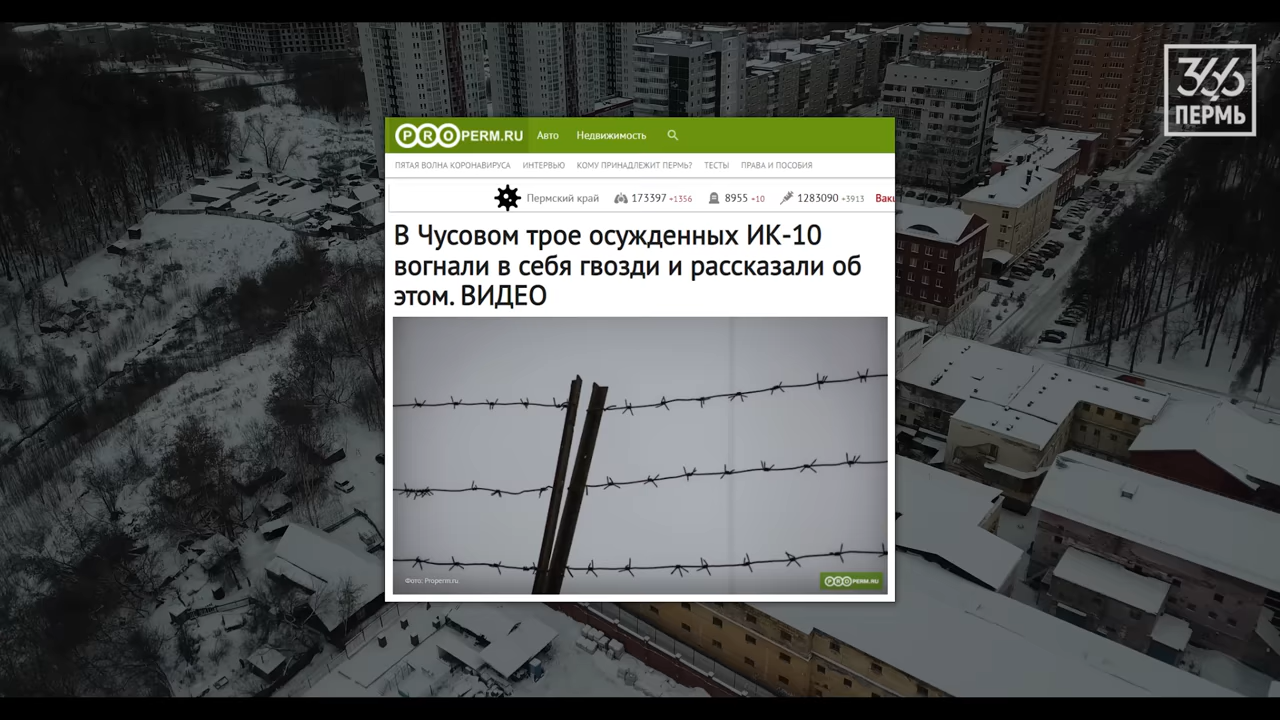 366
ПЕРМЬ
PROPERM.RU Авто Недвижимость
ПЯТАЯ ВОЛНА КОРОНАВИРУСА ИНТЕРВЬЮ КОМУ ПРИНАДЛЕЖИТ ПЕРМЬ? ТЕСТЫ ПРАВА И ПОСОБИЯ
Пермский край 173397 +1356 8955 +10 1283090 +3913
В Чусовом трое осужденных ИК-10
вогнали в себя гвозди и рассказали об
этом. ВИДЕО
Фото: Properm.ru
PROPERM.RU